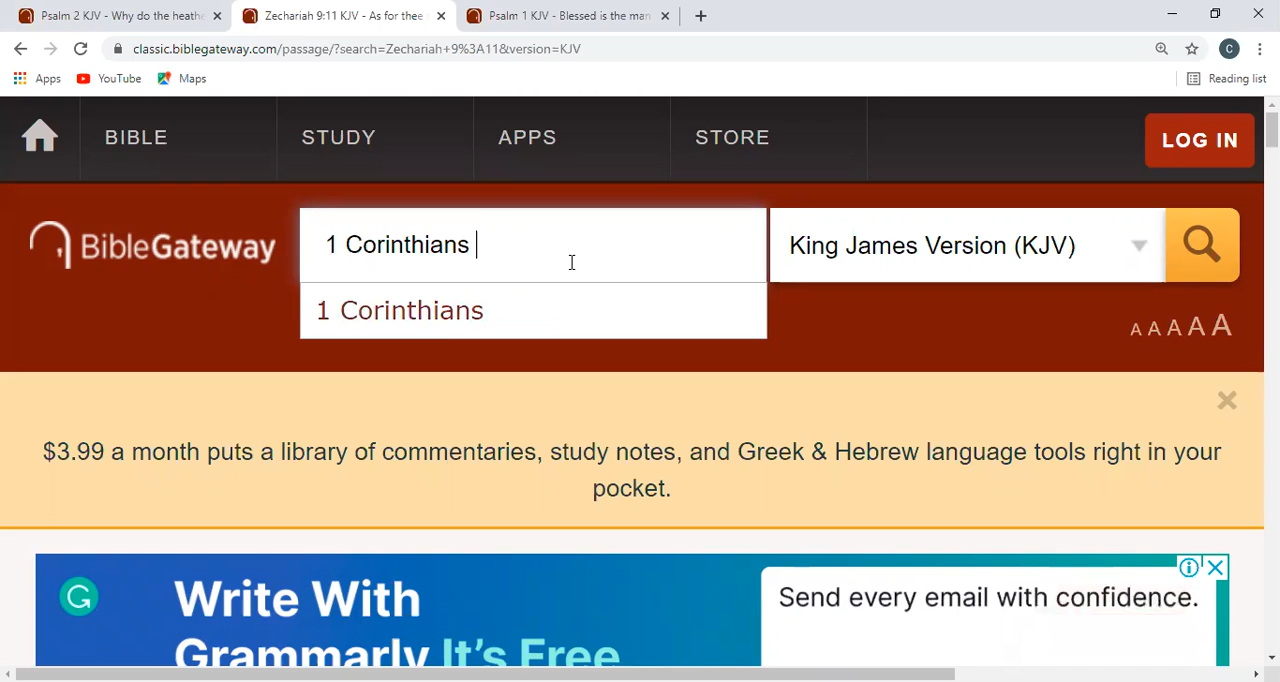 Psalm 2 KJV - Why do the heathe
Zechariah 9:11 KJV - As for thee
Psalm 1 KJV - Blessed is the man
classic.biblegateway.com/passage/?search=Zechariah+9%3A11&version=KJV
C
Apps
YouTube
Maps
Reading list
BIBLE
STUDY
APPS
STORE
LOG IN
BibleGateway
1 Corinthians
King James Version (KJV)
1 Corinthians
A A A A A
$3.99 a month puts a library of commentaries, study notes, and Greek & Hebrew language tools right in your
pocket.
G
Write With
Grammarly It's Free
Send every email with confidence.